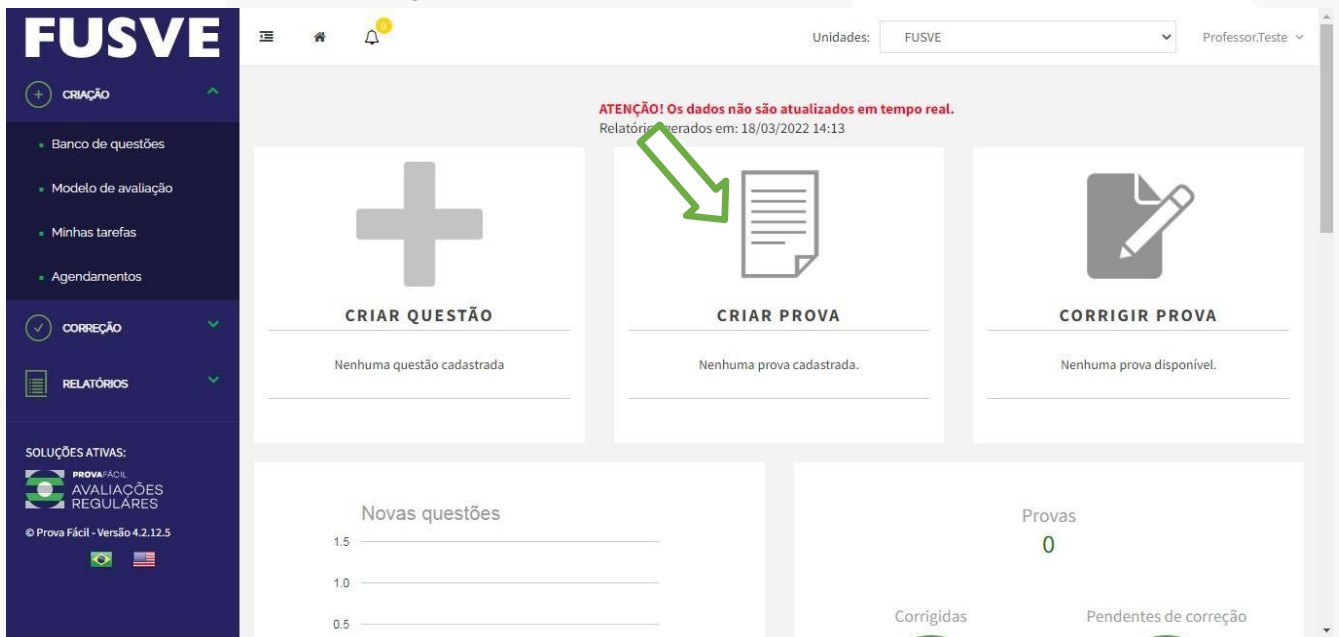 FUSVE
0
Unidades:
FUSVE
Professor.Teste
CRIAÇÃO
Banco de questões
Modelo de avaliação
Minhas tarefas
Agendamentos
CORREÇÃO
RELATÓRIOS
SOLUÇÕES ATIVAS:
PROVAFÁCIL
AVALIAÇÕES
REGULARES
© Prova Fácil - Versão 4.2.12.5
ATENÇÃO! Os dados não são atualizados em tempo real.
Relatórios gerados em: 18/03/2022 14:13
CRIAR QUESTÃO
Nenhuma questão cadastrada
CRIAR PROVA
Nenhuma prova cadastrada.
CORRIGIR PROVA
Nenhuma prova disponível.
Novas questões
1.5
1.0
0.5
Provas
0
Corrigidas
Pendentes de correção